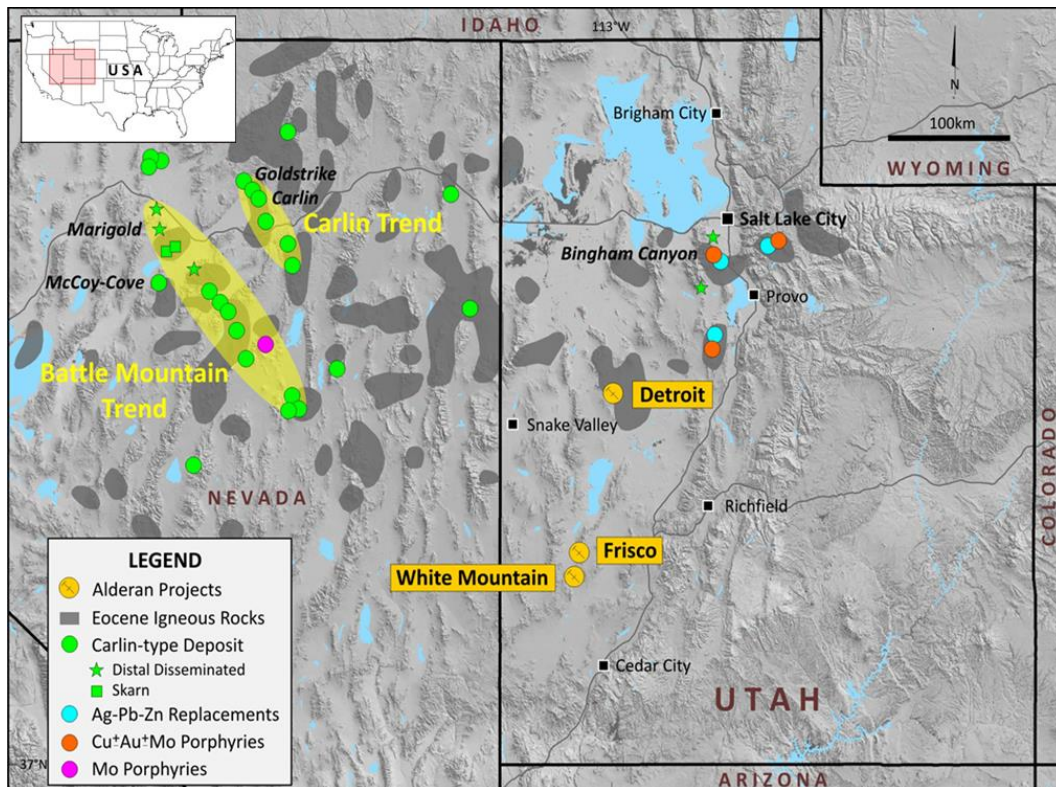 USA
IDAHO
113°W
N
100km
WYOMING
Brigham City
Goldstrike
Carlin
Carlin Trend
Marigold
Salt Lake City
Bingham Canyon
McCoy-Cove
Provo
Battle Mountain
Trend
Detroit
Snake Valley
COLORADO
NEVADA
Richfield
Frisco
White Mountain
Cedar City
UTAH
37°N
ARIZONA
LEGEND
Alderan Projects
Eocene Igneous Rocks
Carlin-type Deposit
Distal Disseminated
Skarn
Ag-Pb-Zn Replacements
Cu⁺Au⁺Mo Porphyries
Mo Porphyries